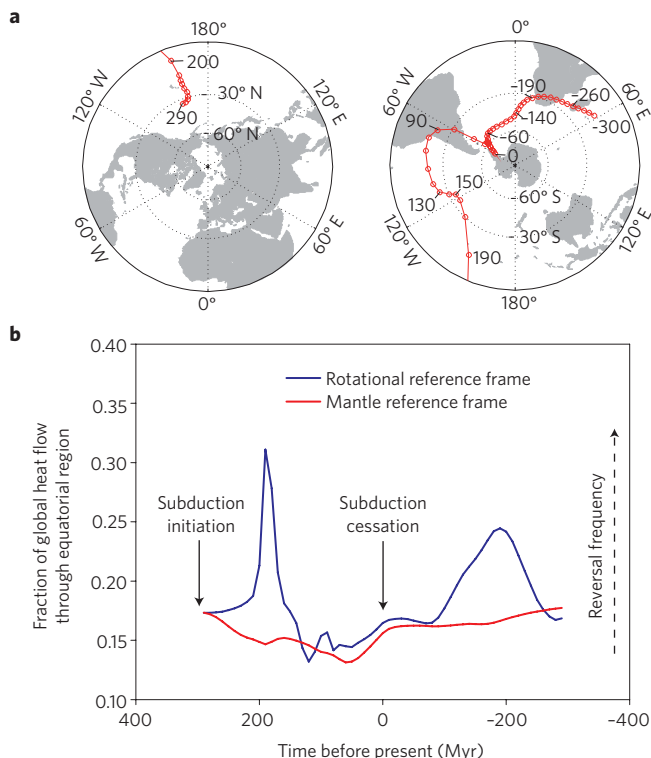 a
180°
120° W
120° E
200
30° N
290
60° N
60° W
60° E
0°
0°
60° W
60° E
-190
-260
-140
-300
90
-60
0
150
130
60° S
30° S
120° W
120° E
190
180°
b
0.40
Rotational reference frame
Mantle reference frame
0.35
0.30
Subduction
initiation
Subduction
cessation
0.25
0.20
0.15
0.10
Fraction of global heat flow
through equatorial region
Reversal frequency
400
200
0
−200
−400
Time before present (Myr)